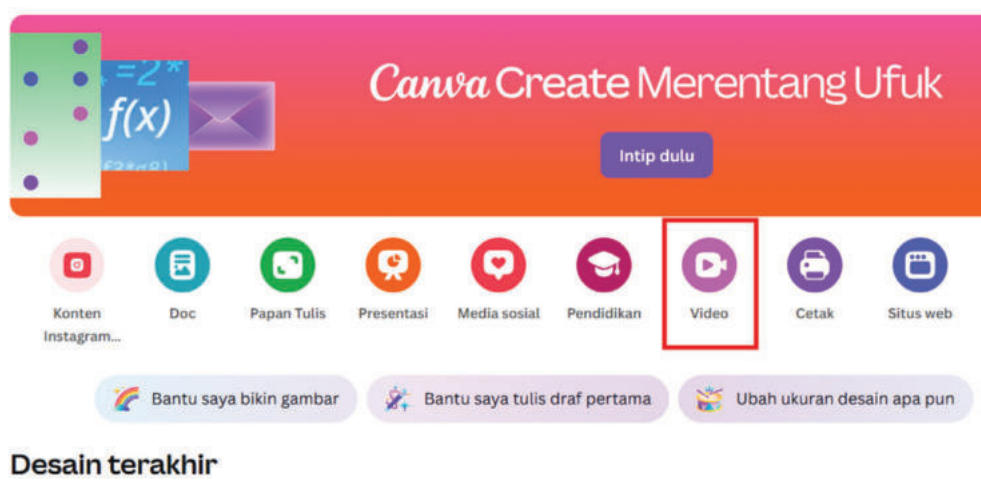 =2*
f(x)
Canva Create Merentang Ufuk
Intip dulu
Konten
Instagram...
Doc
Papan Tulis
Presentasi
Media sosial
Pendidikan
Video
Cetak
Situs web
Bantu saya bikin gambar
Bantu saya tulis draf pertama
Ubah ukuran desain apa pun
Desain terakhir